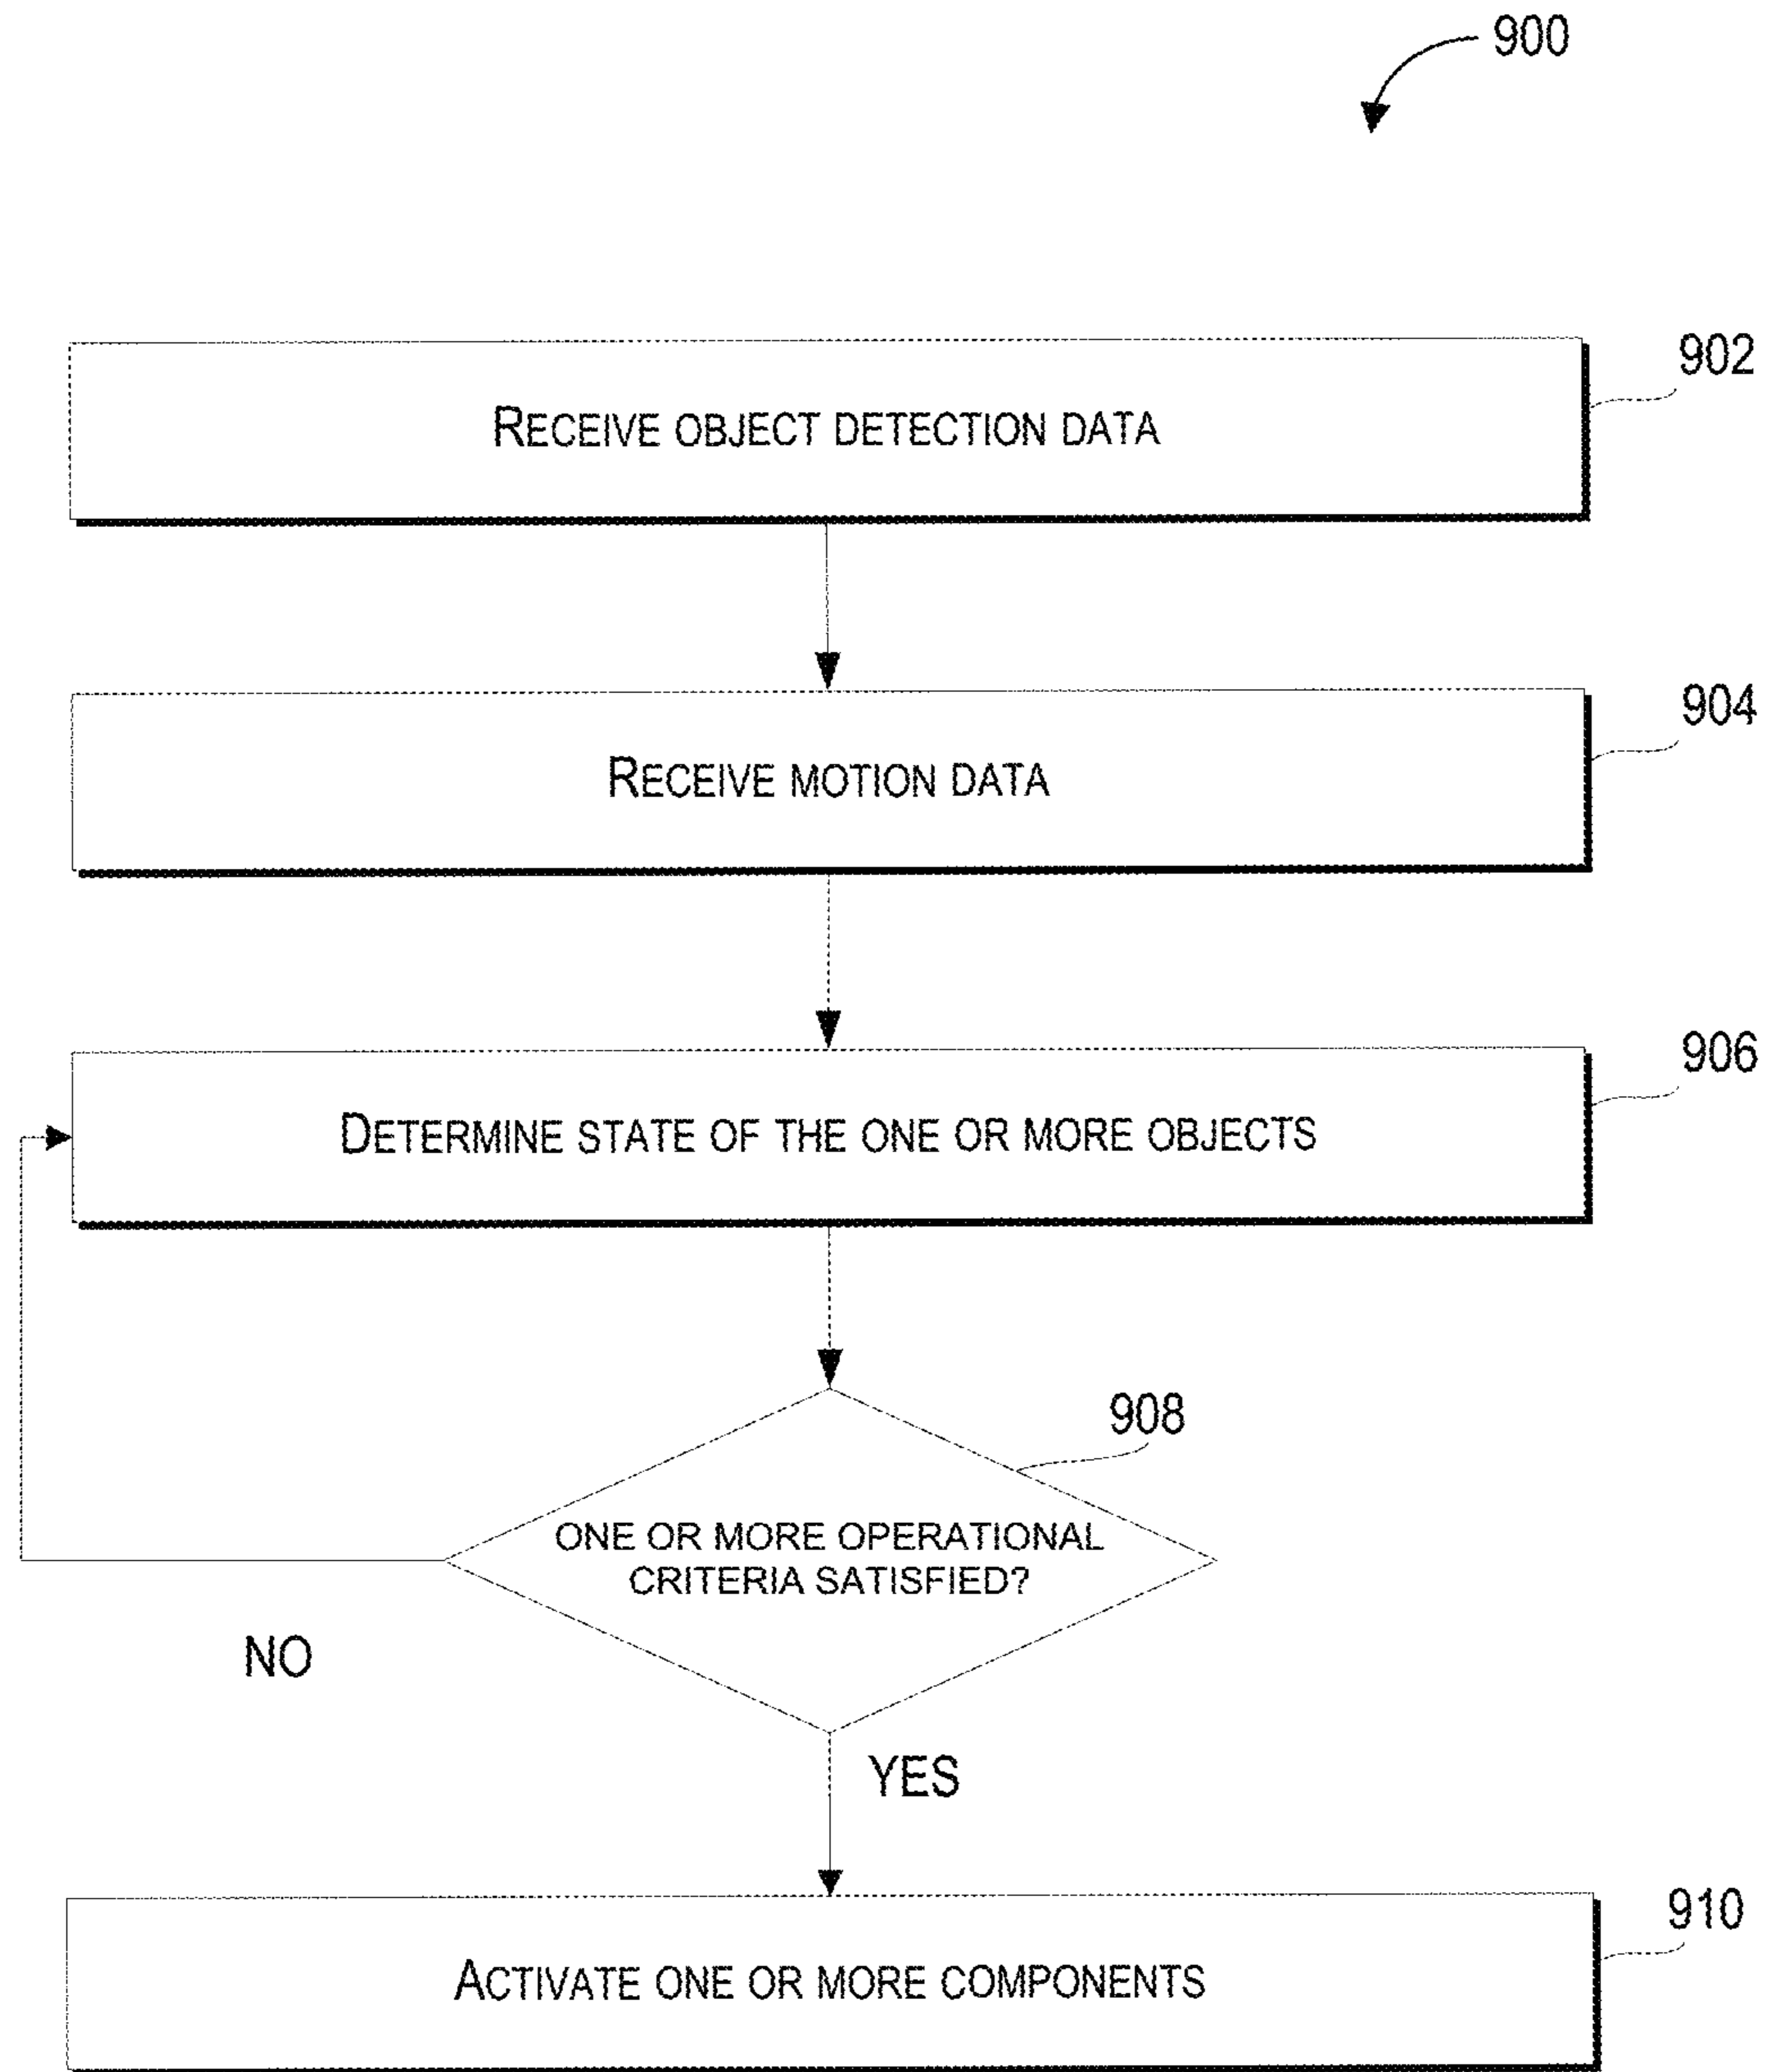 900
RECEIVE OBJECT DETECTION DATA
902
RECEIVE MOTION DATA
904
DETERMINE STATE OF THE ONE OR MORE OBJECTS
906
908
ONE OR MORE OPERATIONAL
CRITERIA SATISFIED?
NO
YES
ACTIVATE ONE OR MORE COMPONENTS
910